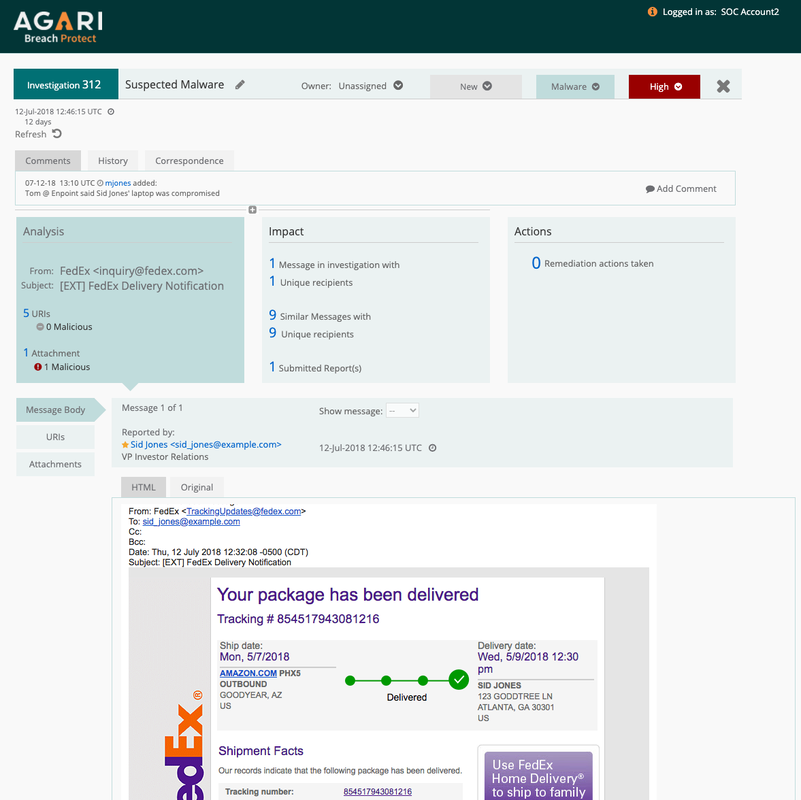 AGARI
Breach Protect
Logged in as: SOC Account2
Investigation 312
Suspected Malware
Owner: Unassigned
New
Malware
High
12-Jul-2018 12:46:15 UTC
12 days
Refresh
Comments
History
Correspondence
07-12-18 13:10 UTC mjones added:
Tom @ Enpoint said Sid Jones' laptop was compromised
Add Comment
Analysis
From: FedEx <inquiry@fedex.com>
Subject: [EXT] FedEx Delivery Notification
5 URIs
0 Malicious
1 Attachment
1 Malicious
Impact
1 Message in investigation with
1 Unique recipients
9 Similar Messages with
9 Unique recipients
1 Submitted Report(s)
Actions
0 Remediation actions taken
Message Body
URIs
Attachments
Message 1 of 1
Show message: --
Reported by:
Sid Jones <sid_jones@example.com>
VP Investor Relations
12-Jul-2018 12:46:15 UTC
HTML
Original
From: FedEx <TrackingUpdates@fedex.com>
To: sid_jones@example.com
Cc:
Bcc:
Date: Thu, 12 July 2018 12:32:08 -0500 (CDT)
Subject: [EXT] FedEx Delivery Notification
Your package has been delivered
Tracking # 854517943081216
Ship date:
Mon, 5/7/2018
AMAZON.COM PHX5
OUTBOUND
GOODYEAR, AZ
US
Delivered
Delivery date:
Wed, 5/9/2018 12:30
pm
SID JONES
123 GODDTREE LN
ATLANTA, GA 30301
US
edEx®
Shipment Facts
Our records indicate that the following package has been delivered.
Tracking number: 854517943081216
Use FedEx
Home Delivery®
to ship to family